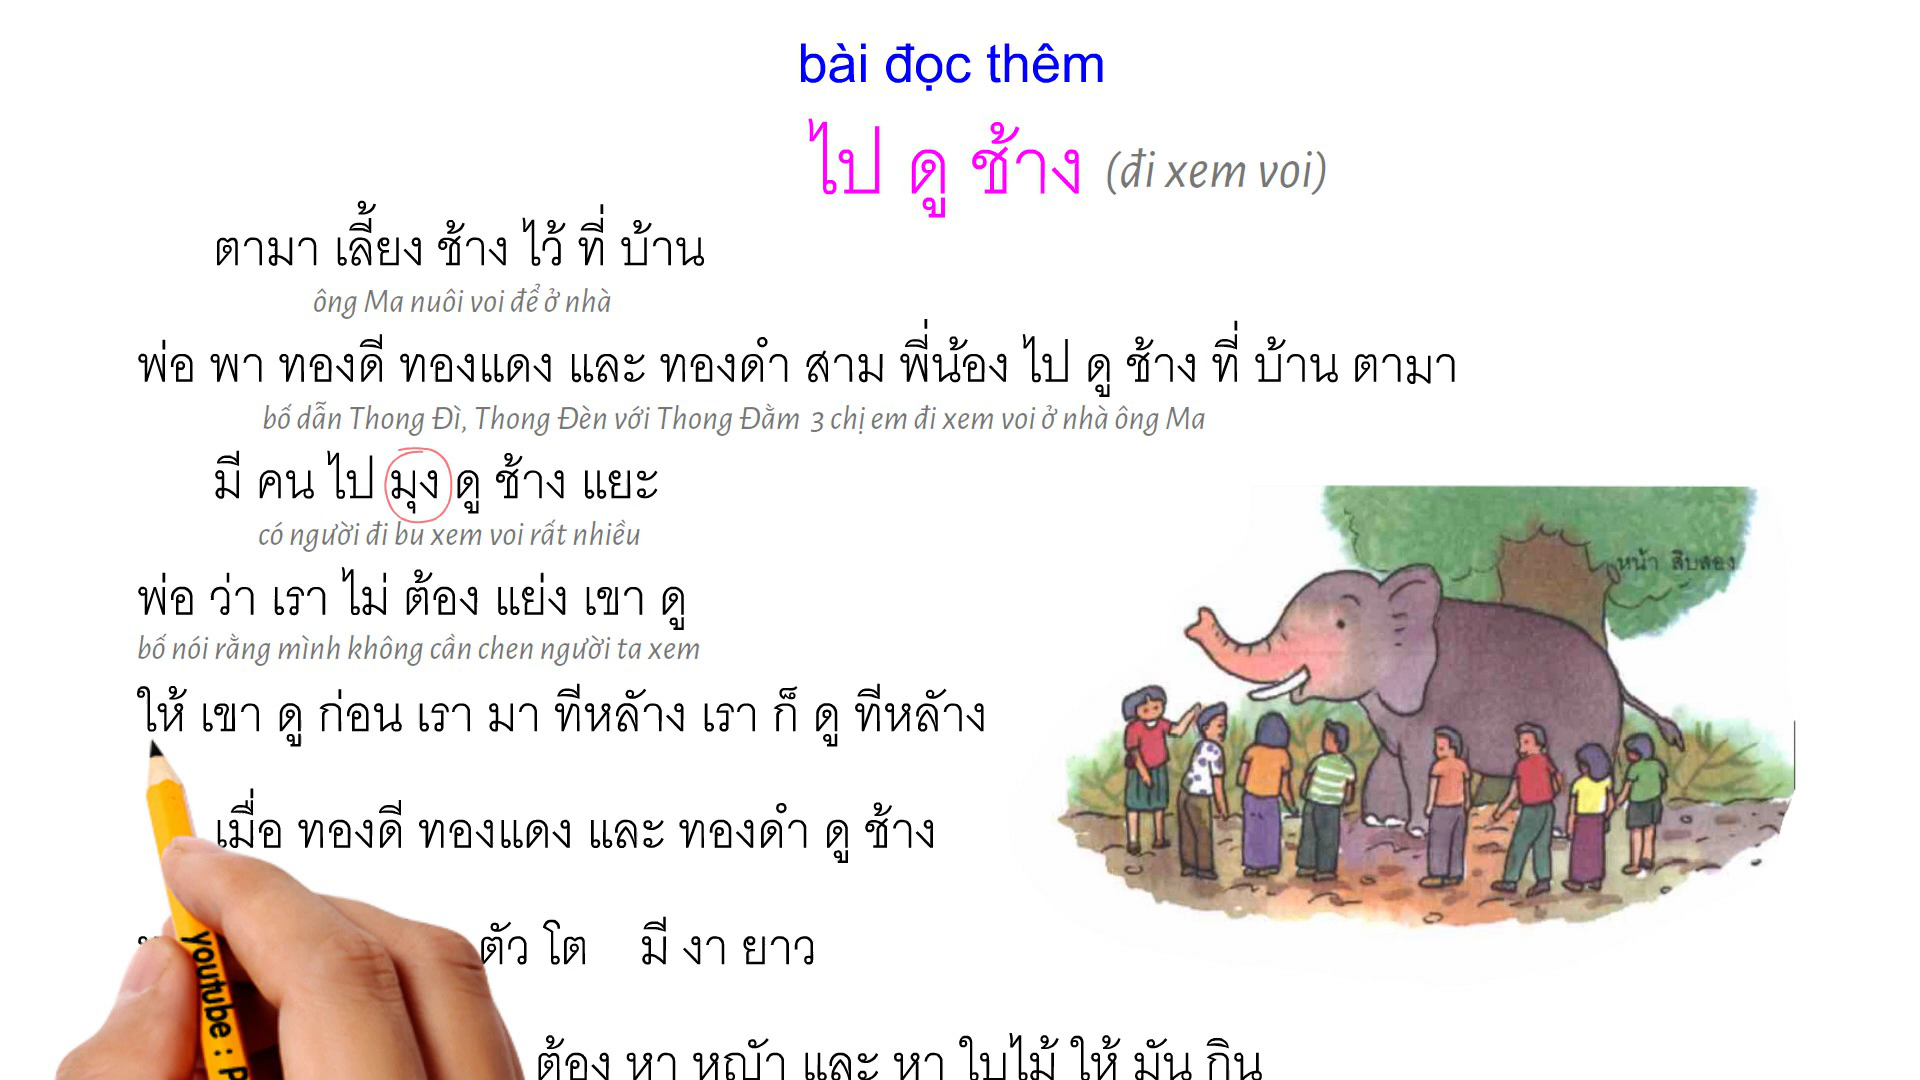 bài đọc thêm
ไป ดู ช้าง (đi xem voi)
ตามา เลี้ยง ช้าง ไว้ ที่ บ้าน
ông Ma nuôi voi để ở nhà
พ่อ พา ทองดี ทองแดง และ ทองดำ สาม พี่น้อง ไป ดู ช้าง ที่ บ้าน ตามา
bố dẫn Thong Đì, Thong Đèn với Thong Đằm 3 chị em đi xem voi ở nhà ông Ma
มี คน ไป มุง ดู ช้าง แยะ
có người đi bu xem voi rất nhiều
พ่อ ว่า เรา ไม่ ต้อง แย่ง เขา ดู
bố nói rằng mình không cần chen người ta xem
ให้ เขา ดู ก่อน เรา มา ทีหลัาง เรา ก็ ดู ทีหลัาง
เมื่อ ทองดี ทองแดง และ ทองดำ ดู ช้าง
ตัว โต มี งา ยาว
ต้อง หา หญัา และ หา ใบไม้ ให้ มัน กิน
หน้า สิบสอง
youtube : P